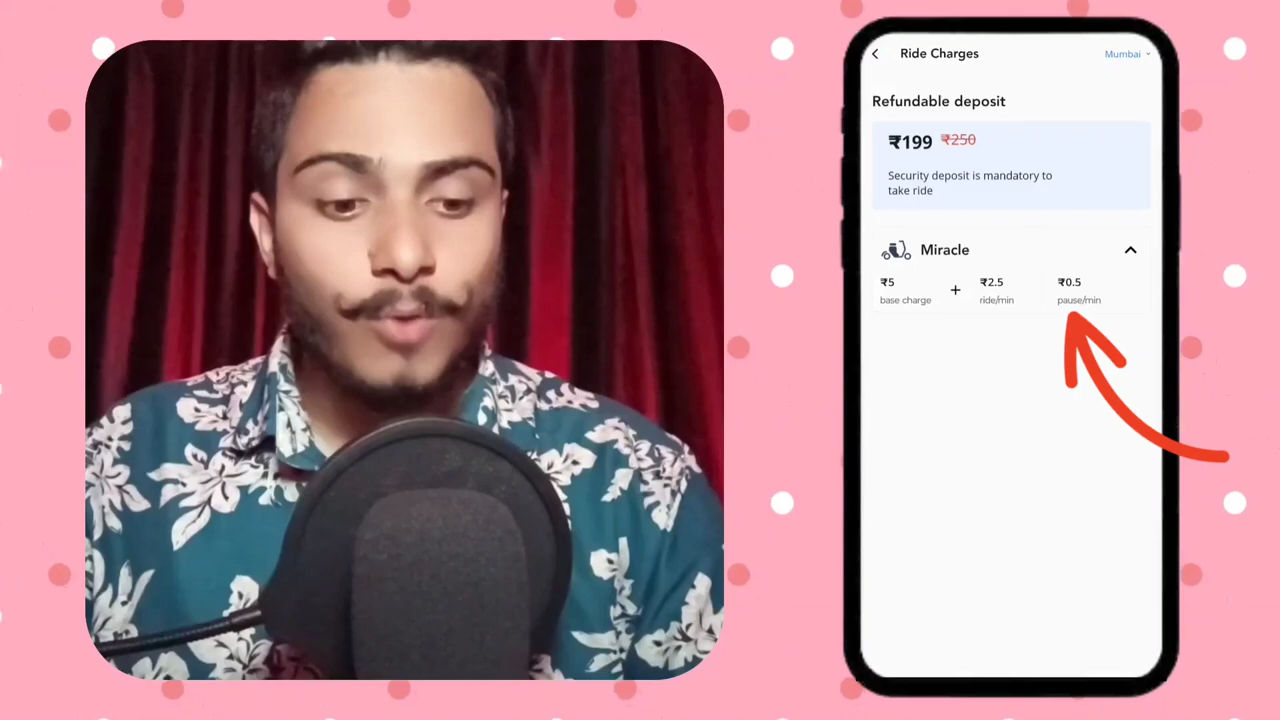 Ride Charges
Mumbai
Refundable deposit
₹199 ₹250
Security deposit is mandatory to
take ride
Miracle
₹5 + ₹2.5 ₹0.5
base charge ride/min pause/min